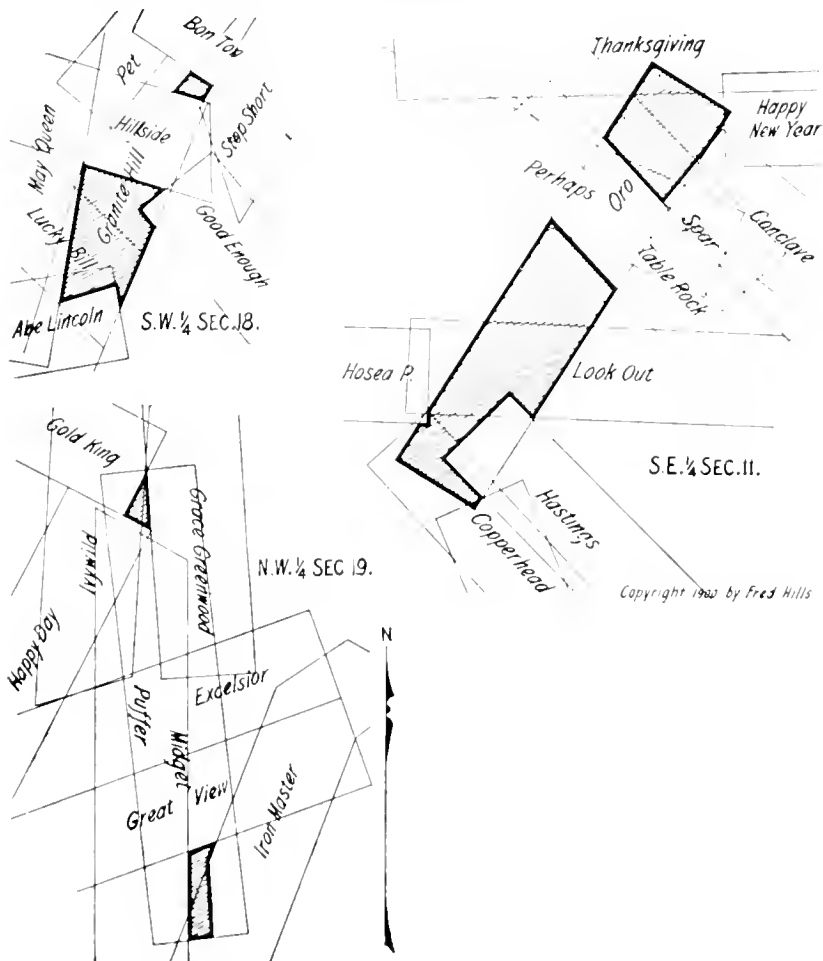 Bon Ton
Pet
Hillside
Stop Short
May Queen
Granite Hill
Lucky Bill
Good Enough
Abe Lincoln
S.W. ¼ SEC. 18.
Thanksgiving
Happy
New Year
Perhaps
Oro
Spar
Conclave
Table Rock
Hosea P.
Look Out
S.E. ¼ SEC. 11.
Hastings
Copperhead
Copyright 1900 by Fred Hills
Gold King
Grace Greenwood
Ivywild
N.W. ¼ SEC 19.
Happy Day
Excelsior
Puffer
Midget
Great View
Iron Master
N